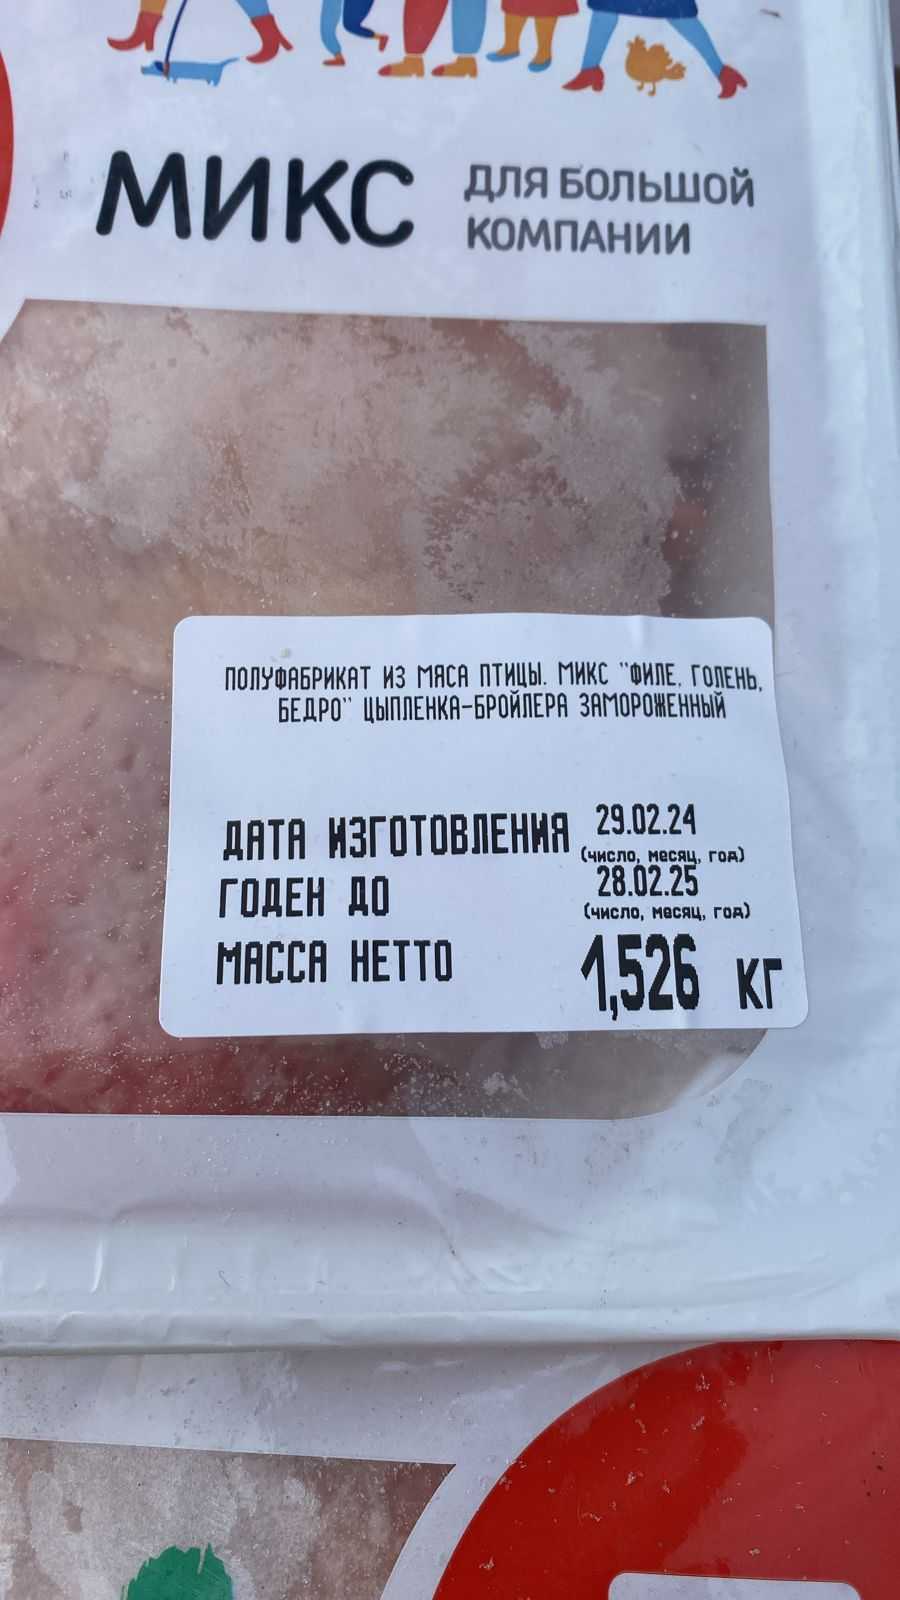 МИКС
ДЛЯ БОЛЬШОЙ
КОМПАНИИ
ПОЛУФАБРИКАТ ИЗ МЯСА ПТИЦЫ. МИКС "ФИЛЕ, ГОЛЕНЬ,
БЕДРО" ЦЫПЛЕНКА-БРОЙЛЕРА ЗАМОРОЖЕННЫЙ
ДАТА ИЗГОТОВЛЕНИЯ 29.02.24
(число, месяц, год)
ГОДЕН ДО 28.02.25
(число, месяц, год)
МАССА НЕТТО 1,526 КГ